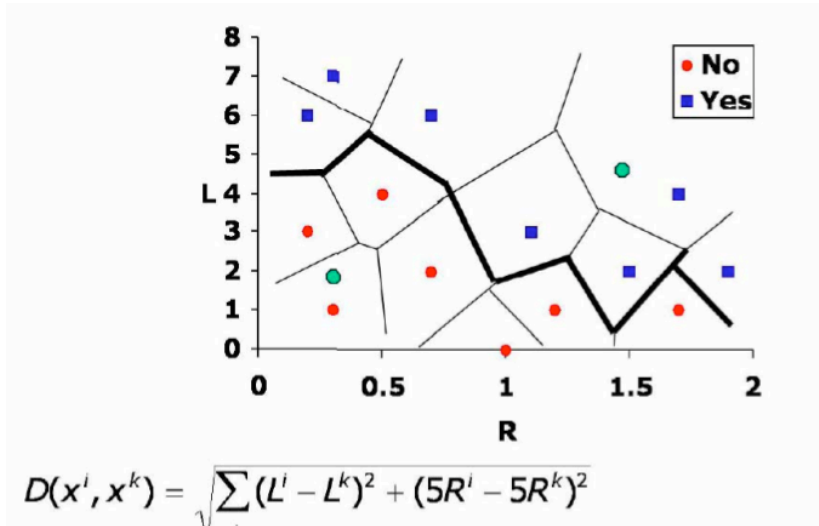 8
7
No
6
Yes
5
L 4
3
2
1
0
0 0.5 1 1.5 2
R
D(xⁱ, xᵏ) = √∑(Lⁱ − Lᵏ)² + (5Rⁱ − 5Rᵏ)²